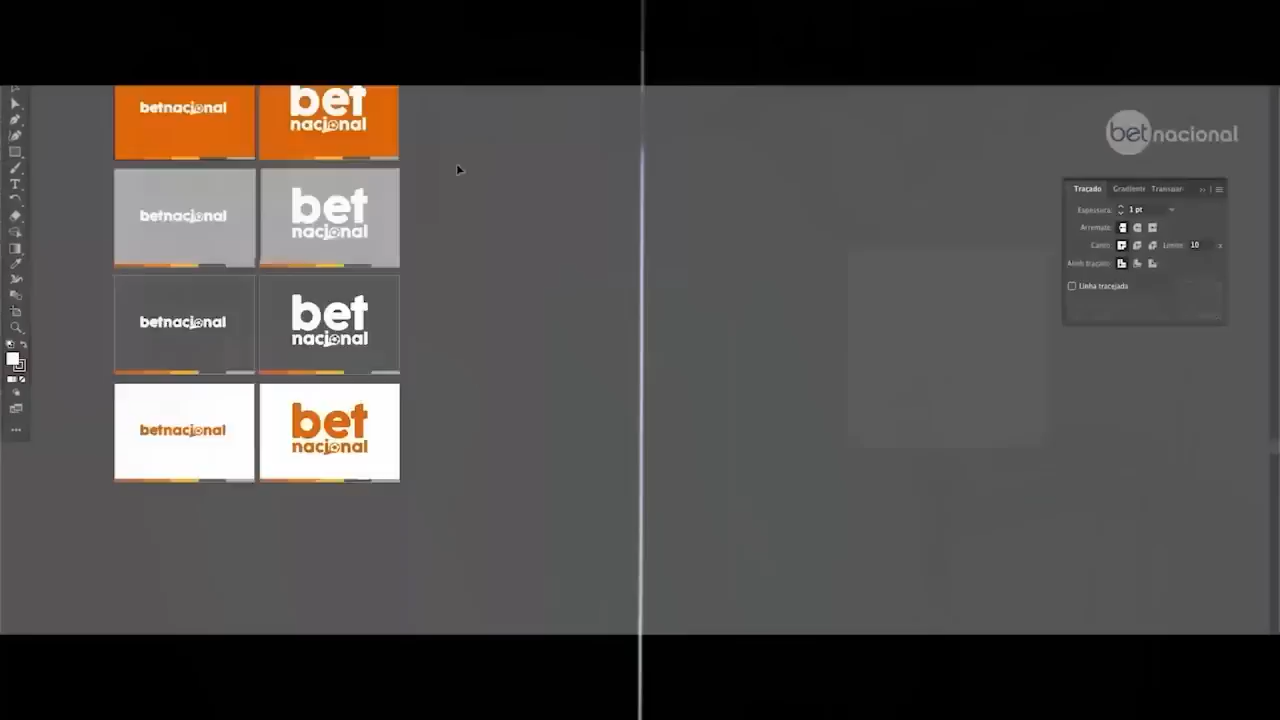 betnacional
bet
nacional
betnacional
bet
nacional
betnacional
bet
nacional
betnacional
bet
nacional
betnacional
Traçado Gradiente Transpar
Espessura: 1 pt
Arremate:
Canto: Limite: 10 x
Alinh. traçado:
Linha tracejada